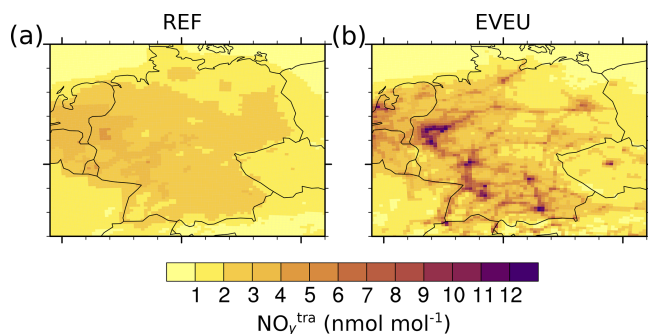 REF
EVEU
(a)
(b)
1 2 3 4 5 6 7 8 9 10 11 12
NOyᵗʳᵃ (nmol mol⁻¹)